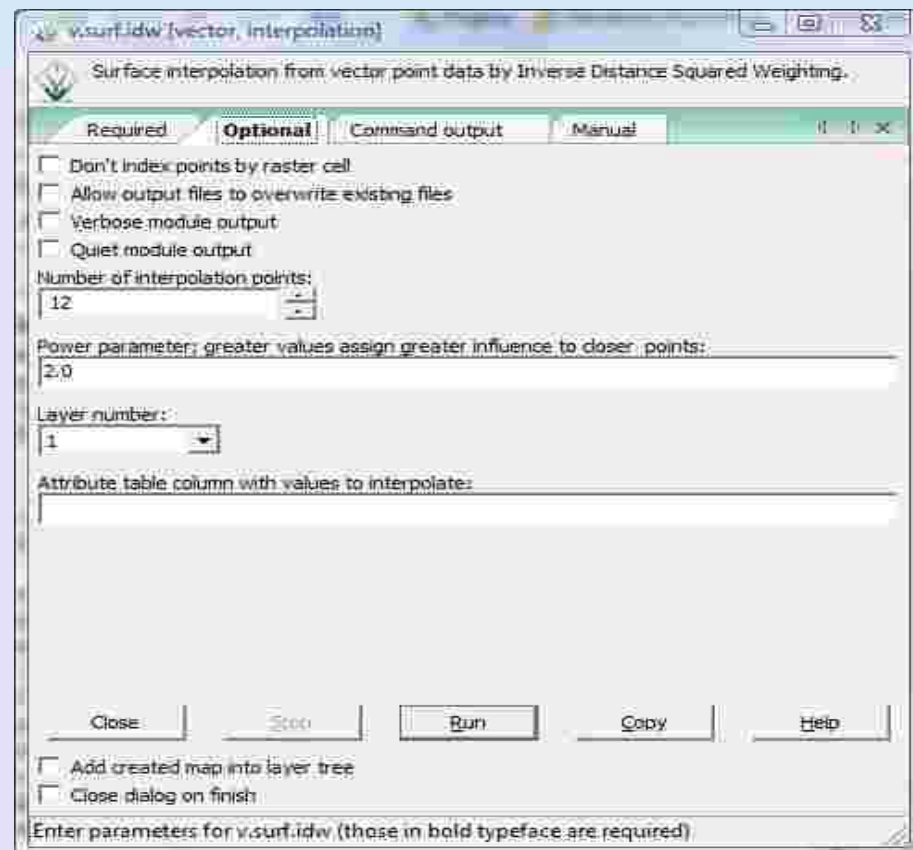 v.surf.idw [vector, interpolation]
Surface interpolation from vector point data by Inverse Distance Squared Weighting.
Required Optional Command output Manual
Don't index points by raster cell
Allow output files to overwrite existing files
Verbose module output
Quiet module output
Number of interpolation points:
12
Power parameter; greater values assign greater influence to closer points:
2.0
Layer number:
1
Attribute table column with values to interpolate:
Close Stop Run Copy Help
Add created map into layer tree
Close dialog on finish
Enter parameters for v.surf.idw (those in bold typeface are required)